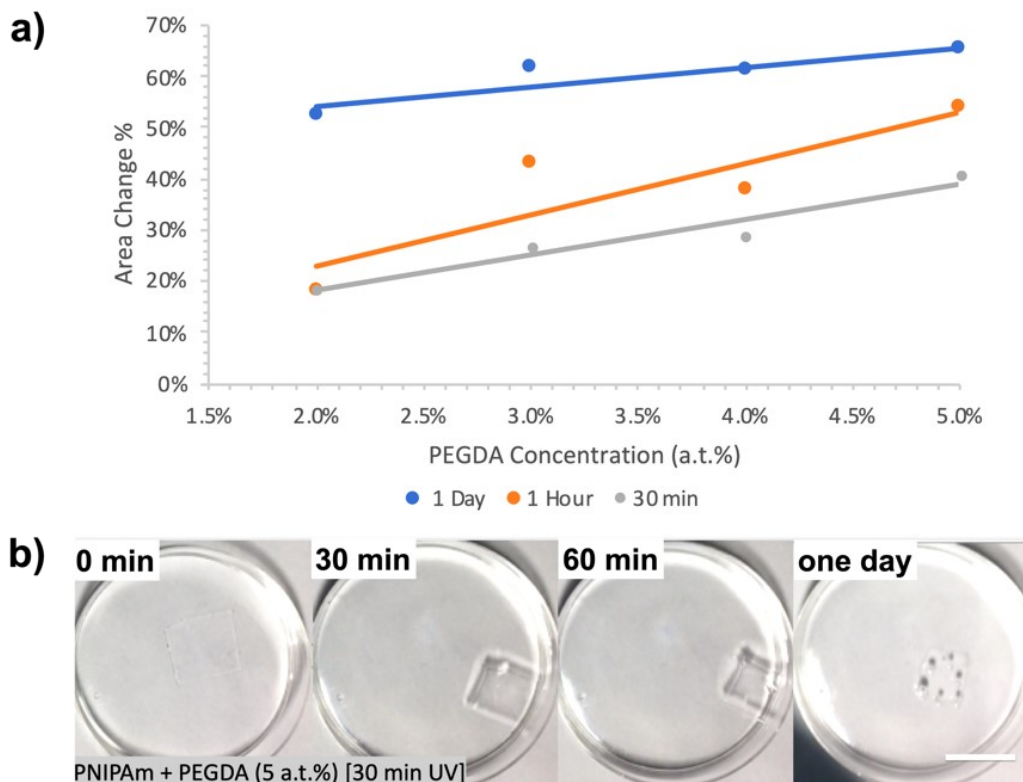 a)
70%
60%
50%
40%
30%
20%
10%
0%
Area Change %
1.5% 2.0% 2.5% 3.0% 3.5% 4.0% 4.5% 5.0%
PEGDA Concentration (a.t.%)
1 Day 1 Hour 30 min
b)
0 min 30 min 60 min one day
PNIPAm + PEGDA (5 a.t.%) [30 min UV]